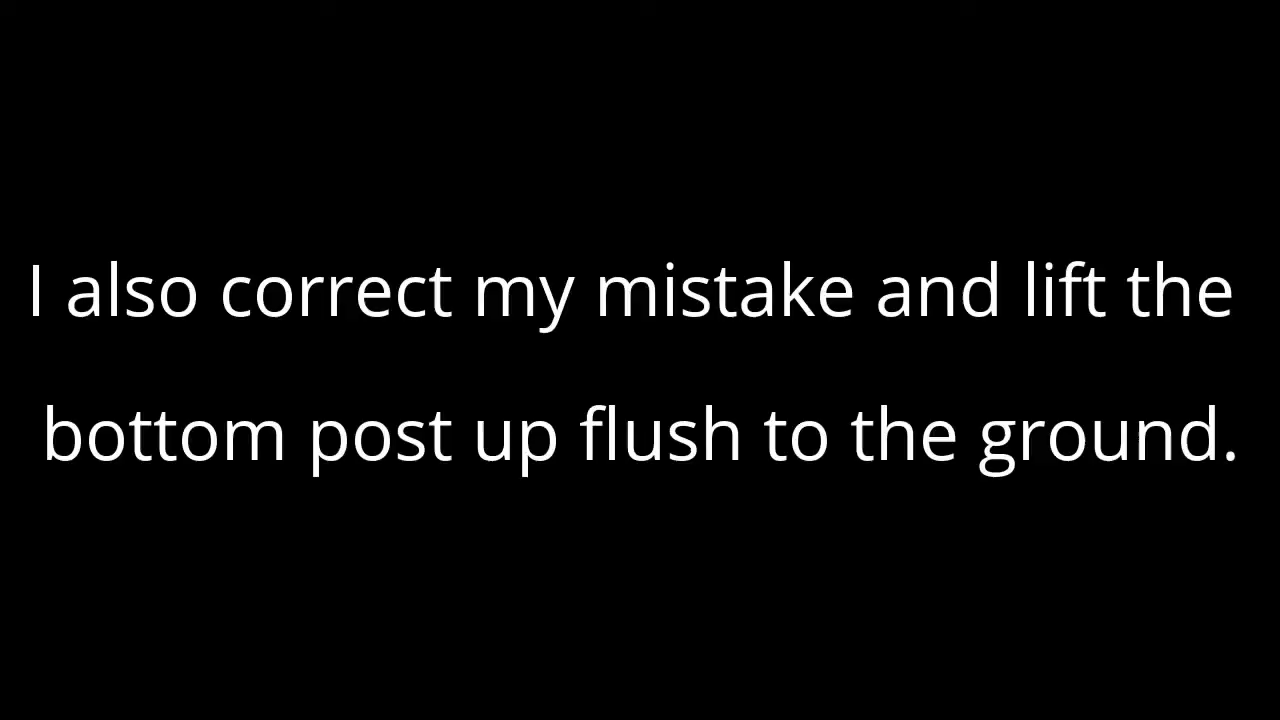 I also correct my mistake and lift the
bottom post up flush to the ground.